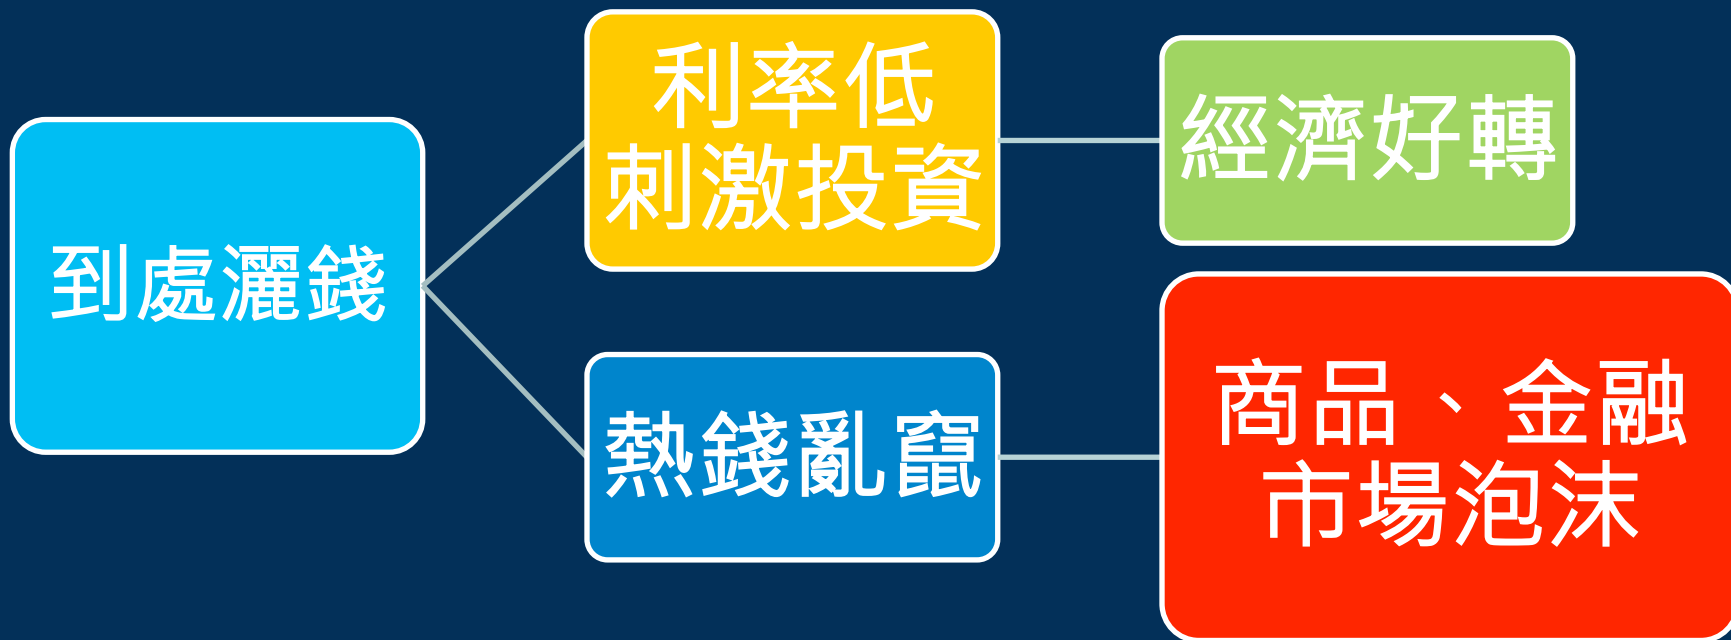 到處灑錢
利率低
刺激投資
經濟好轉
熱錢亂竄
商品、金融
市場泡沫